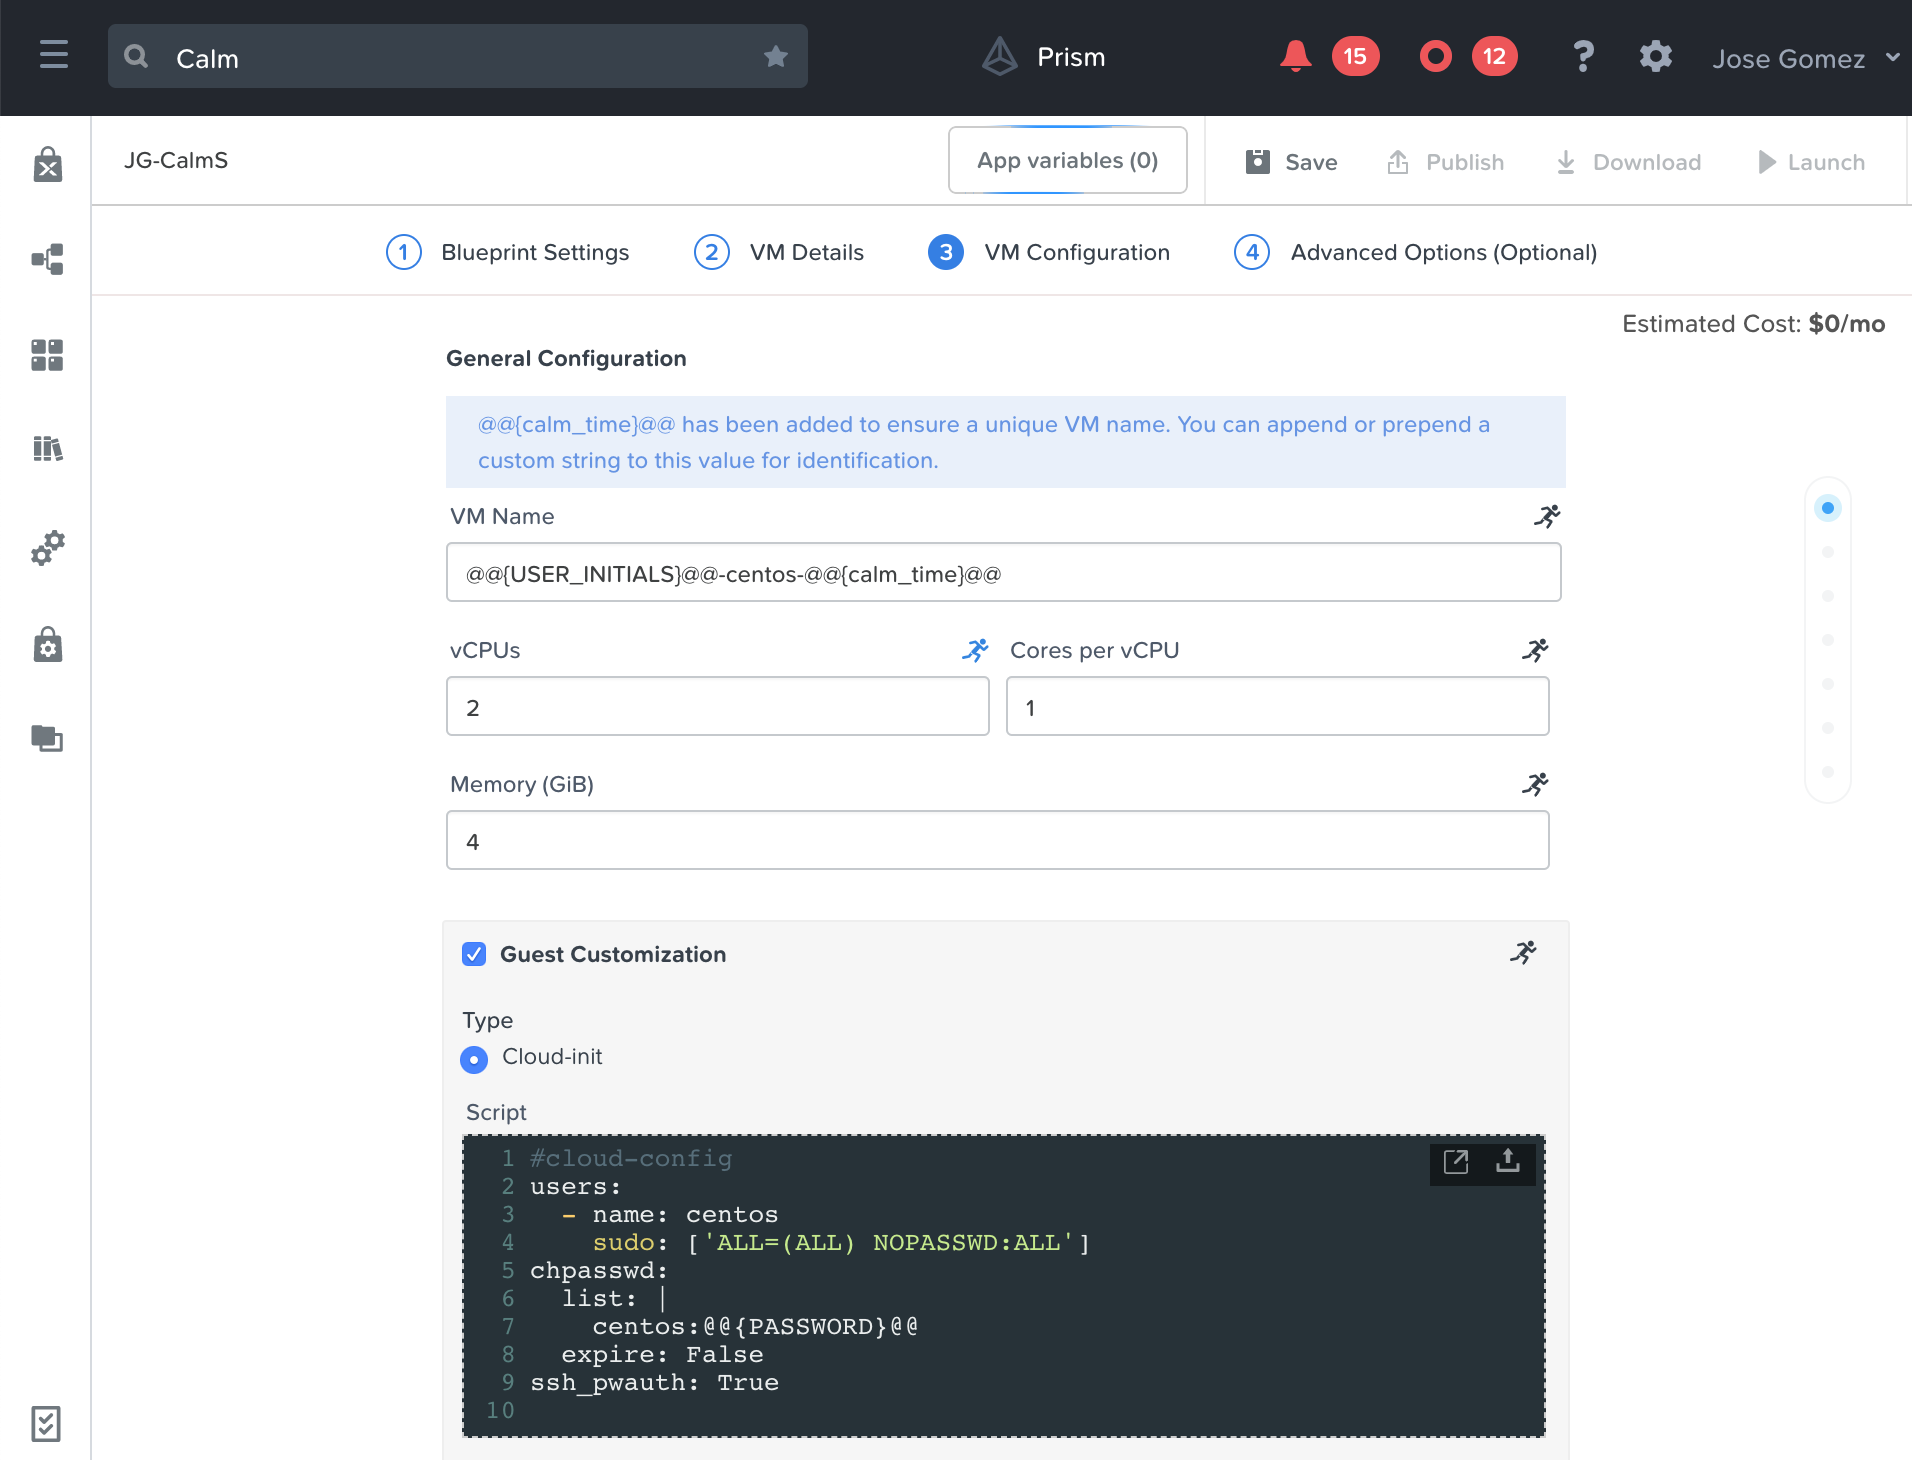 Calm
Prism
15
12
?
Jose Gomez
JG-CalmS
App variables (0)
Save
Publish
Download
Launch
1 Blueprint Settings
2 VM Details
3 VM Configuration
4 Advanced Options (Optional)
Estimated Cost: $0/mo
General Configuration
@@{calm_time}@@ has been added to ensure a unique VM name. You can append or prepend a
custom string to this value for identification.
VM Name
@@{USER_INITIALS}@@-centos-@@{calm_time}@@
vCPUs
Cores per vCPU
2
1
Memory (GiB)
4
Guest Customization
Type
Cloud-init
Script
1 #cloud-config
2 users:
3   - name: centos
4     sudo: ['ALL=(ALL) NOPASSWD:ALL']
5 chpasswd:
6   list: |
7     centos:@@{PASSWORD}@@
8   expire: False
9 ssh_pwauth: True
10